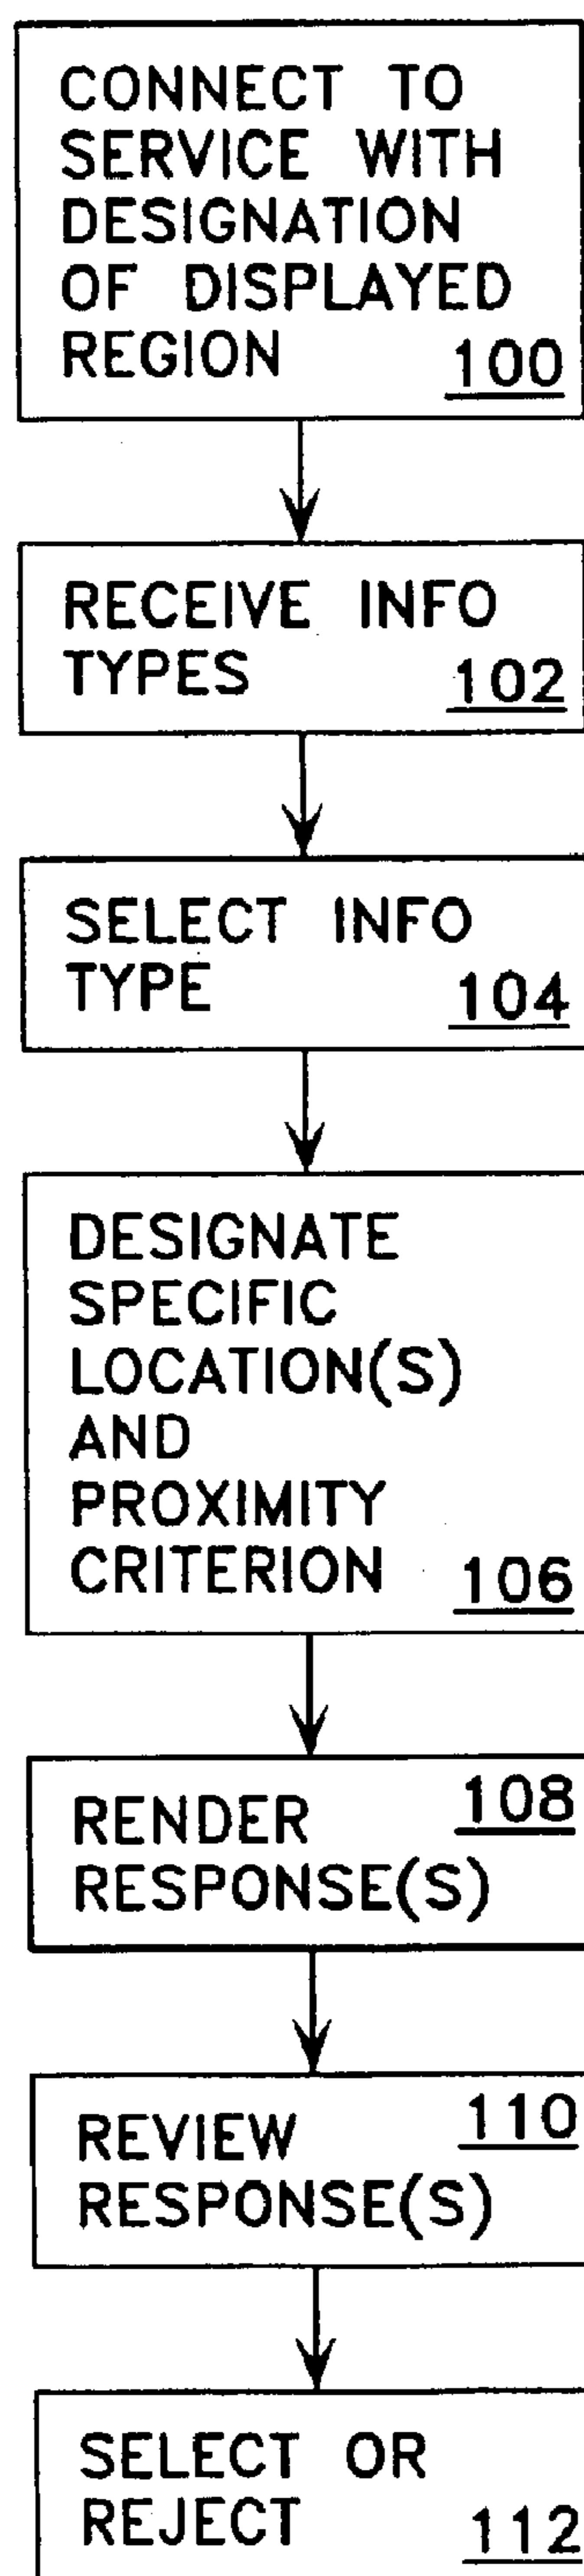 CONNECT TO
SERVICE WITH
DESIGNATION
OF DISPLAYED
REGION 100
RECEIVE INFO
TYPES 102
SELECT INFO
TYPE 104
DESIGNATE
SPECIFIC
LOCATION(S)
AND
PROXIMITY
CRITERION 106
RENDER 108
RESPONSE(S)
REVIEW 110
RESPONSE(S)
SELECT OR
REJECT 112